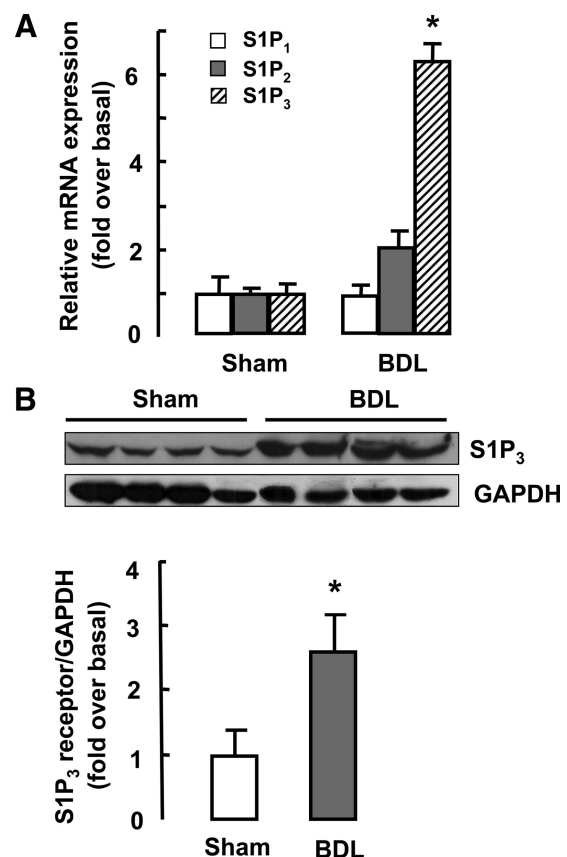 A
Relative mRNA expression
(fold over basal)
6
4
2
0
S1P1
S1P2
S1P3
*
Sham BDL
B
Sham BDL
S1P3
GAPDH
S1P3 receptor/GAPDH
(fold over basal)
4
3
2
1
0
*
Sham BDL